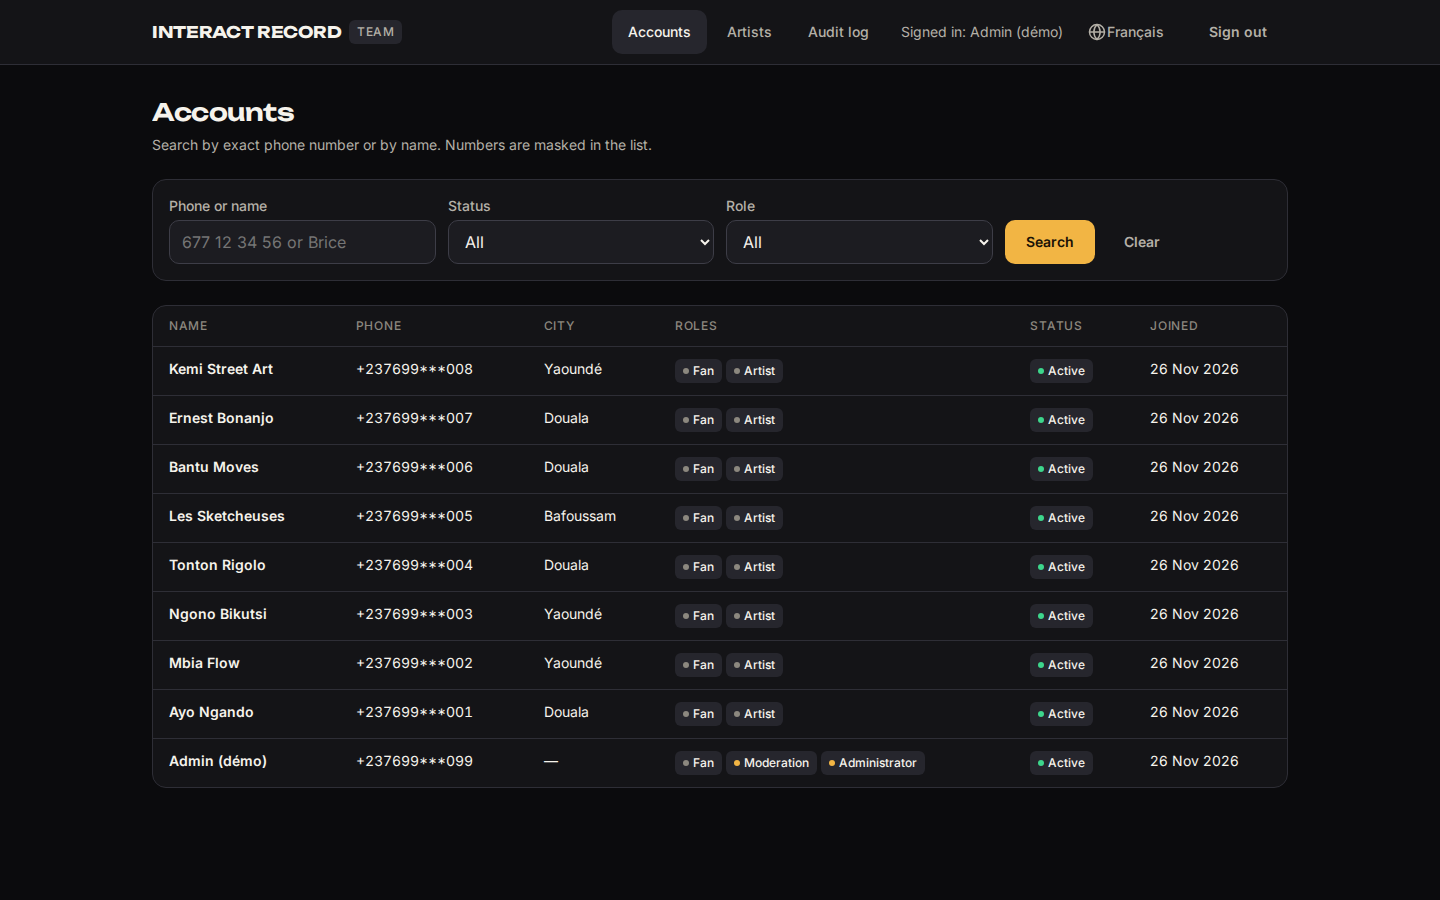 INTERACT RECORD TEAM Accounts Artists Audit log Signed in: Admin (démo) Français Sign out
Accounts
Search by exact phone number or by name. Numbers are masked in the list.
Phone or name Status Role
677 12 34 56 or Brice All All Search Clear
NAME PHONE CITY ROLES STATUS JOINED
Kemi Street Art +237699***008 Yaoundé Fan Artist Active 26 Nov 2026
Ernest Bonanjo +237699***007 Douala Fan Artist Active 26 Nov 2026
Bantu Moves +237699***006 Douala Fan Artist Active 26 Nov 2026
Les Sketcheuses +237699***005 Bafoussam Fan Artist Active 26 Nov 2026
Tonton Rigolo +237699***004 Douala Fan Artist Active 26 Nov 2026
Ngono Bikutsi +237699***003 Yaoundé Fan Artist Active 26 Nov 2026
Mbia Flow +237699***002 Yaoundé Fan Artist Active 26 Nov 2026
Ayo Ngando +237699***001 Douala Fan Artist Active 26 Nov 2026
Admin (démo) +237699***099 — Fan Moderation Administrator Active 26 Nov 2026